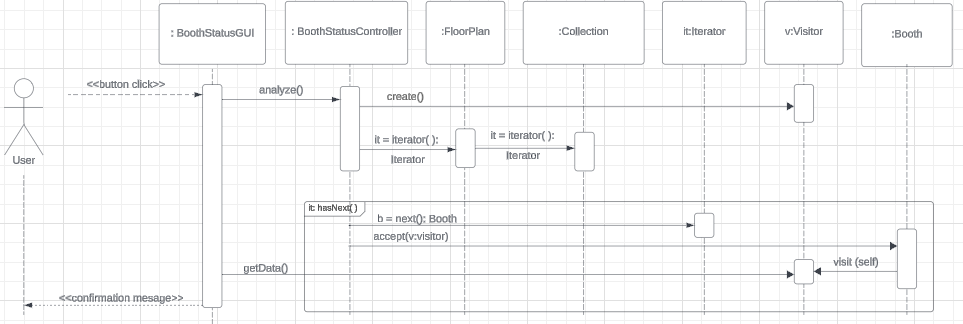 : BoothStatusGUI
: BoothStatusController
:FloorPlan
:Collection
it:Iterator
v:Visitor
:Booth
<<button click>>
analyze()
create()
it = iterator( ):
Iterator
it = iterator( ):
Iterator
User
it: hasNext( )
b = next(): Booth
accept(v:visitor)
getData()
visit (self)
<<confirmation mesage>>